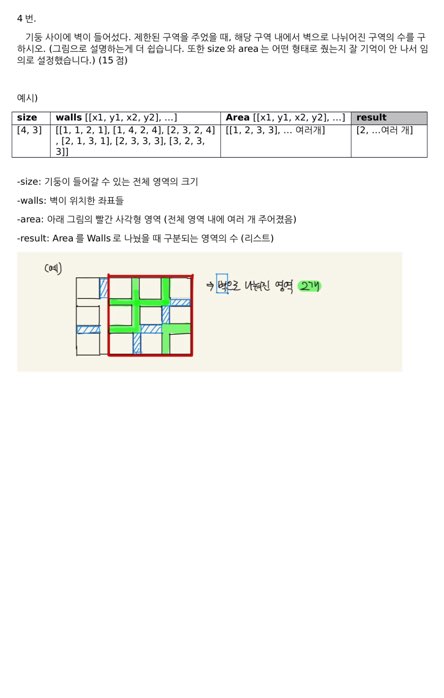 4 번.
기둥 사이에 벽이 들어섰다. 제한된 구역을 주었을 때, 해당 구역 내에서 벽으로 나뉘어진 구역의 수를 구
하시오. (그림으로 설명하는게 더 쉽습니다. 또한 size 와 area 는 어떤 형태로 줬는지 잘 기억이 안 나서 임
의로 설정했습니다.) (15 점)
예시)
size walls [[x1, y1, x2, y2], ...] Area [[x1, y1, x2, y2], ...] result
[4, 3] [[1, 1, 2, 1], [1, 4, 2, 4], [2, 3, 2, 4] [[1, 2, 3, 3], ... 여러개] [2, ...여러 개]
, [2, 1, 3, 1], [2, 3, 3, 3], [3, 2, 3,
3]]
-size: 기둥이 들어갈 수 있는 전체 영역의 크기
-walls: 벽이 위치한 좌표들
-area: 아래 그림의 빨간 사각형 영역 (전체 영역 내에 여러 개 주어졌음)
-result: Area 를 Walls 로 나눴을 때 구분되는 영역의 수 (리스트)
(예)
⇒ 벽으로 나눠진 영역 2개